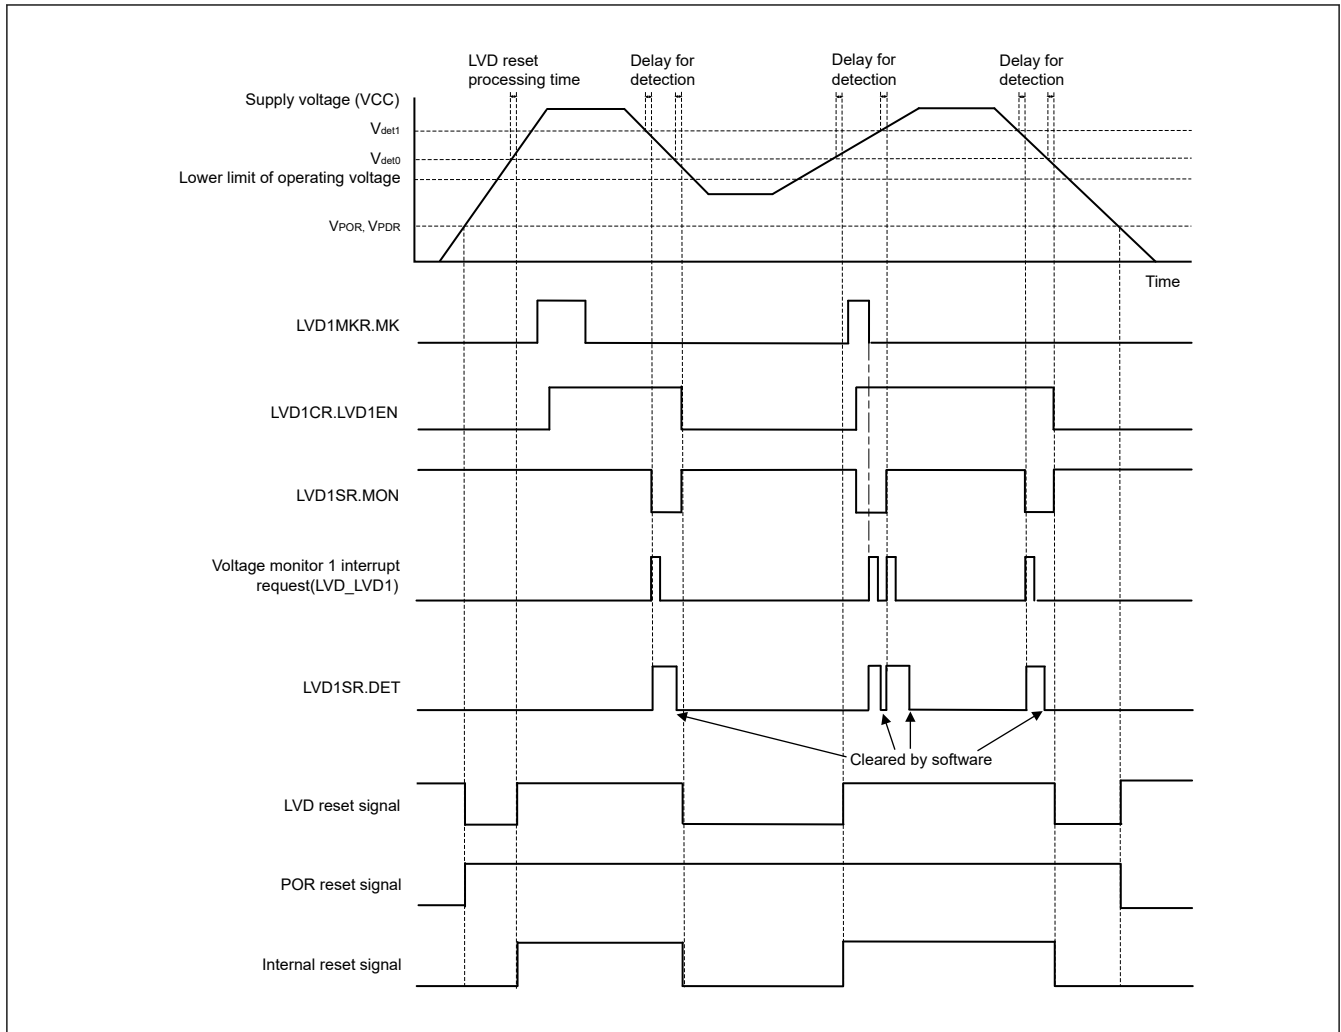 LVD reset
processing time
Delay for
detection
Delay for
detection
Delay for
detection
Supply voltage (VCC)
Vdet1
Vdet0
Lower limit of operating voltage
VPOR, VPDR
Time
LVD1MKR.MK
LVD1CR.LVD1EN
LVD1SR.MON
Voltage monitor 1 interrupt
request(LVD_LVD1)
LVD1SR.DET
Cleared by software
LVD reset signal
POR reset signal
Internal reset signal